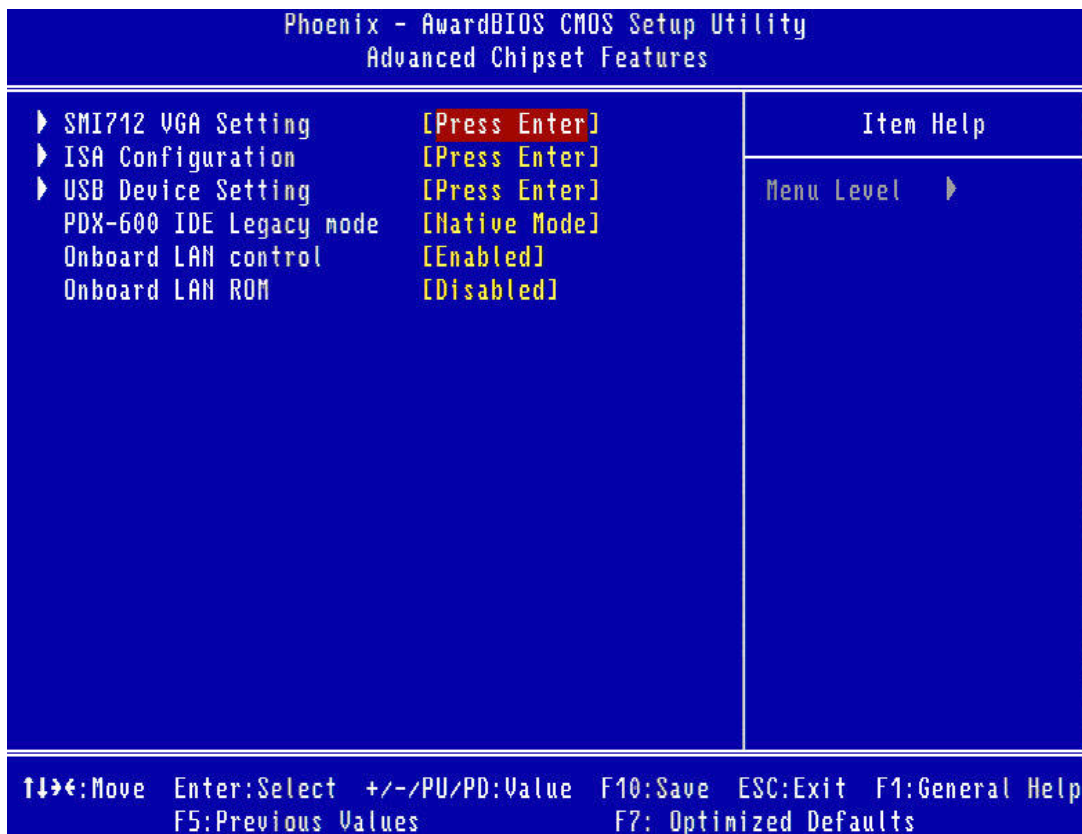 Phoenix - AwardBIOS CMOS Setup Utility
Advanced Chipset Features
SMI712 VGA Setting [Press Enter]
ISA Configuration [Press Enter]
USB Device Setting [Press Enter]
PDX-600 IDE Legacy mode [Native Mode]
Onboard LAN control [Enabled]
Onboard LAN ROM [Disabled]
Item Help
Menu Level
↑↓→←:Move Enter:Select +/-/PU/PD:Value F10:Save ESC:Exit F1:General Help
F5:Previous Values F7: Optimized Defaults